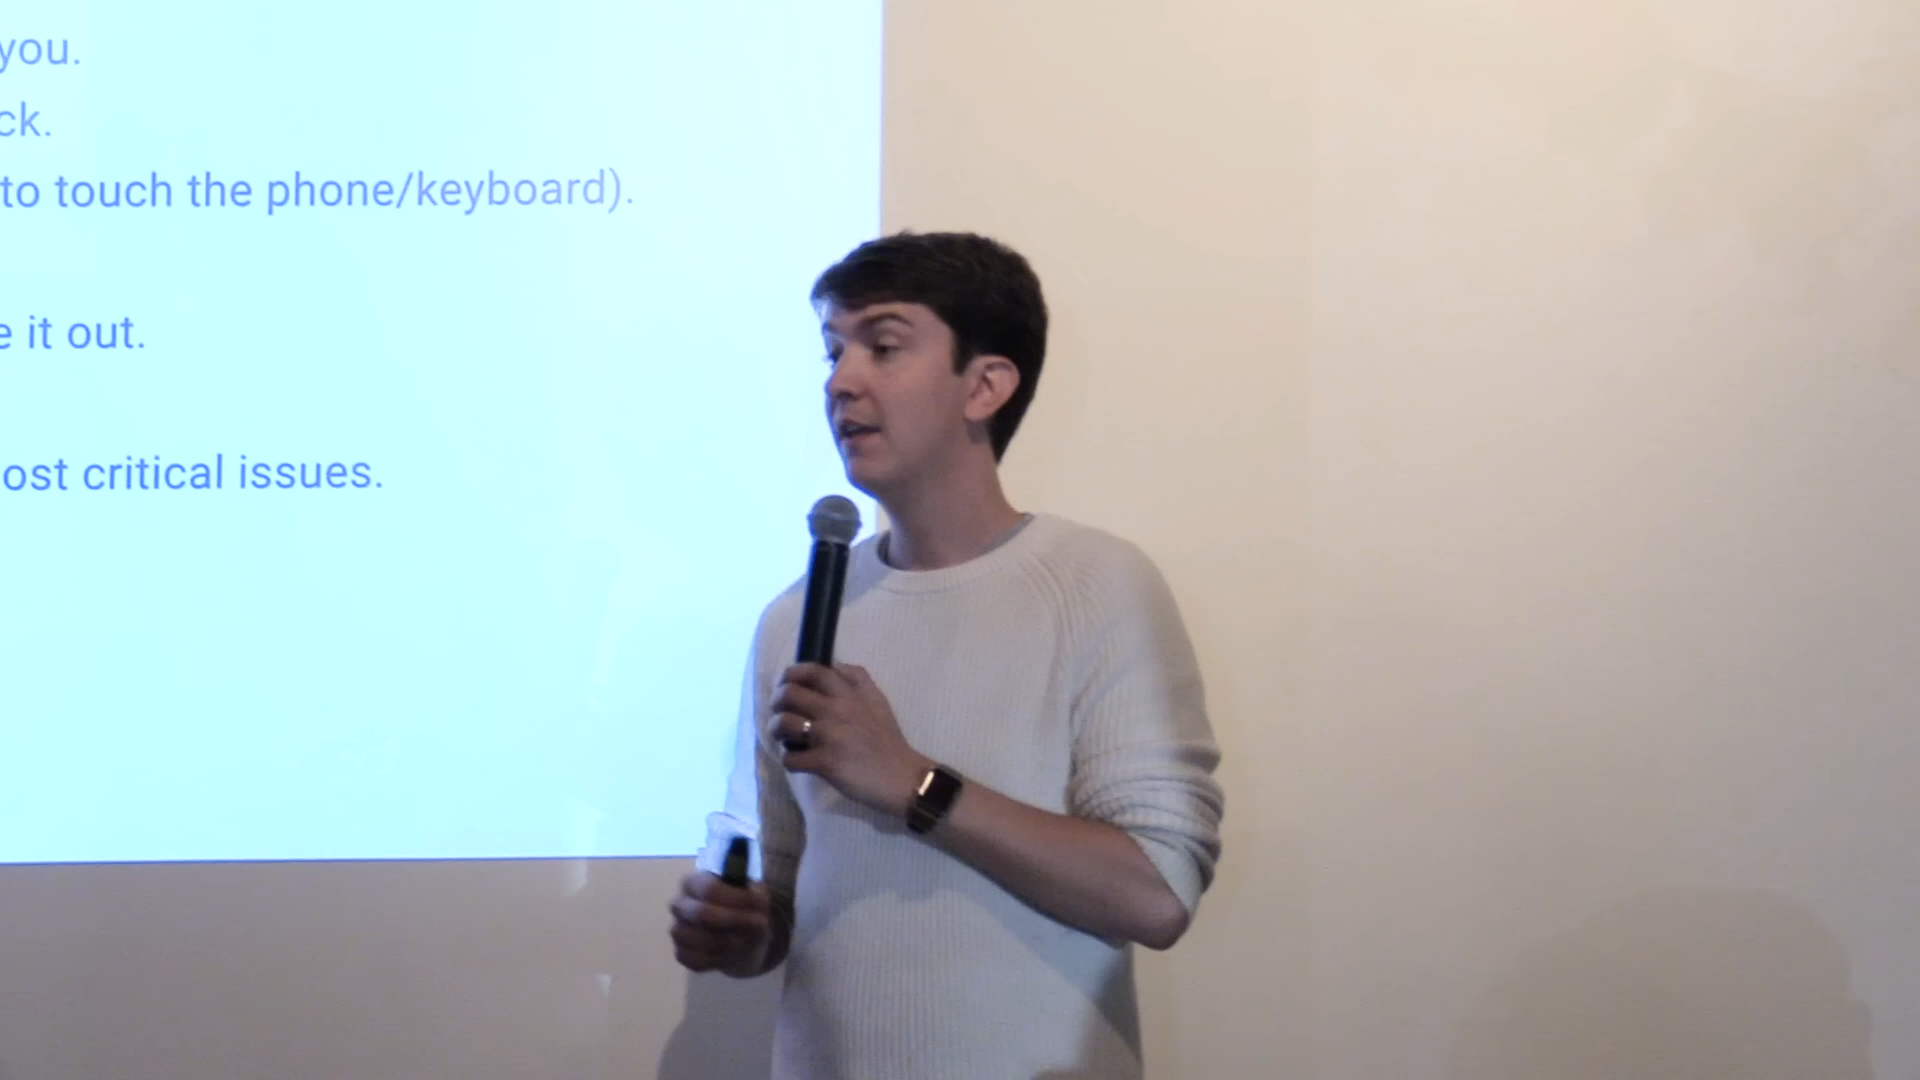 you.
ck.
to touch the phone/keyboard).
e it out.
ost critical issues.